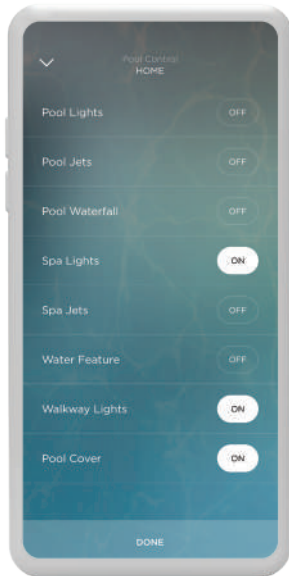 Pool Control
HOME
Pool Lights OFF
Pool Jets OFF
Pool Waterfall OFF
Spa Lights ON
Spa Jets OFF
Water Feature OFF
Walkway Lights ON
Pool Cover ON
DONE